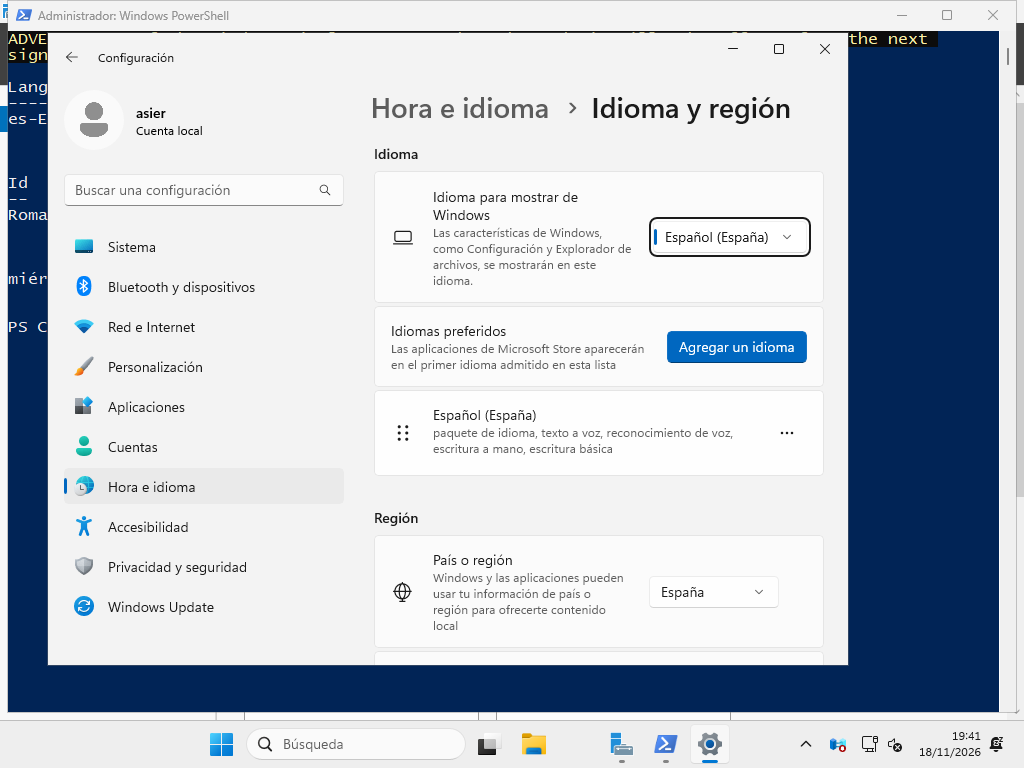 Administrador: Windows PowerShell
ADVE
the next
sign
Lang
----
es-E
Id
--
Roma
miér
PS C
Configuración
asier
Cuenta local
Buscar una configuración
Sistema
Bluetooth y dispositivos
Red e Internet
Personalización
Aplicaciones
Cuentas
Hora e idioma
Accesibilidad
Privacidad y seguridad
Windows Update
Hora e idioma > Idioma y región
Idioma
Idioma para mostrar de
Windows
Las características de Windows,
como Configuración y Explorador de
archivos, se mostrarán en este
idioma.
Español (España)
Idiomas preferidos
Las aplicaciones de Microsoft Store aparecerán
en el primer idioma admitido en esta lista
Agregar un idioma
Español (España)
paquete de idioma, texto a voz, reconocimiento de voz,
escritura a mano, escritura básica
Región
País o región
Windows y las aplicaciones pueden
usar tu información de país o
región para ofrecerte contenido
local
España
Búsqueda
19:41
18/11/2026